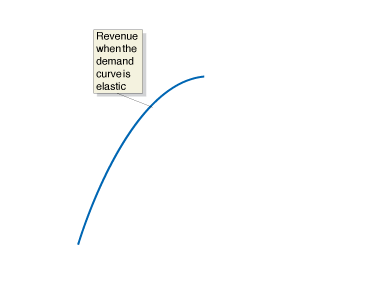 Revenue
when the
demand
curve is
elastic